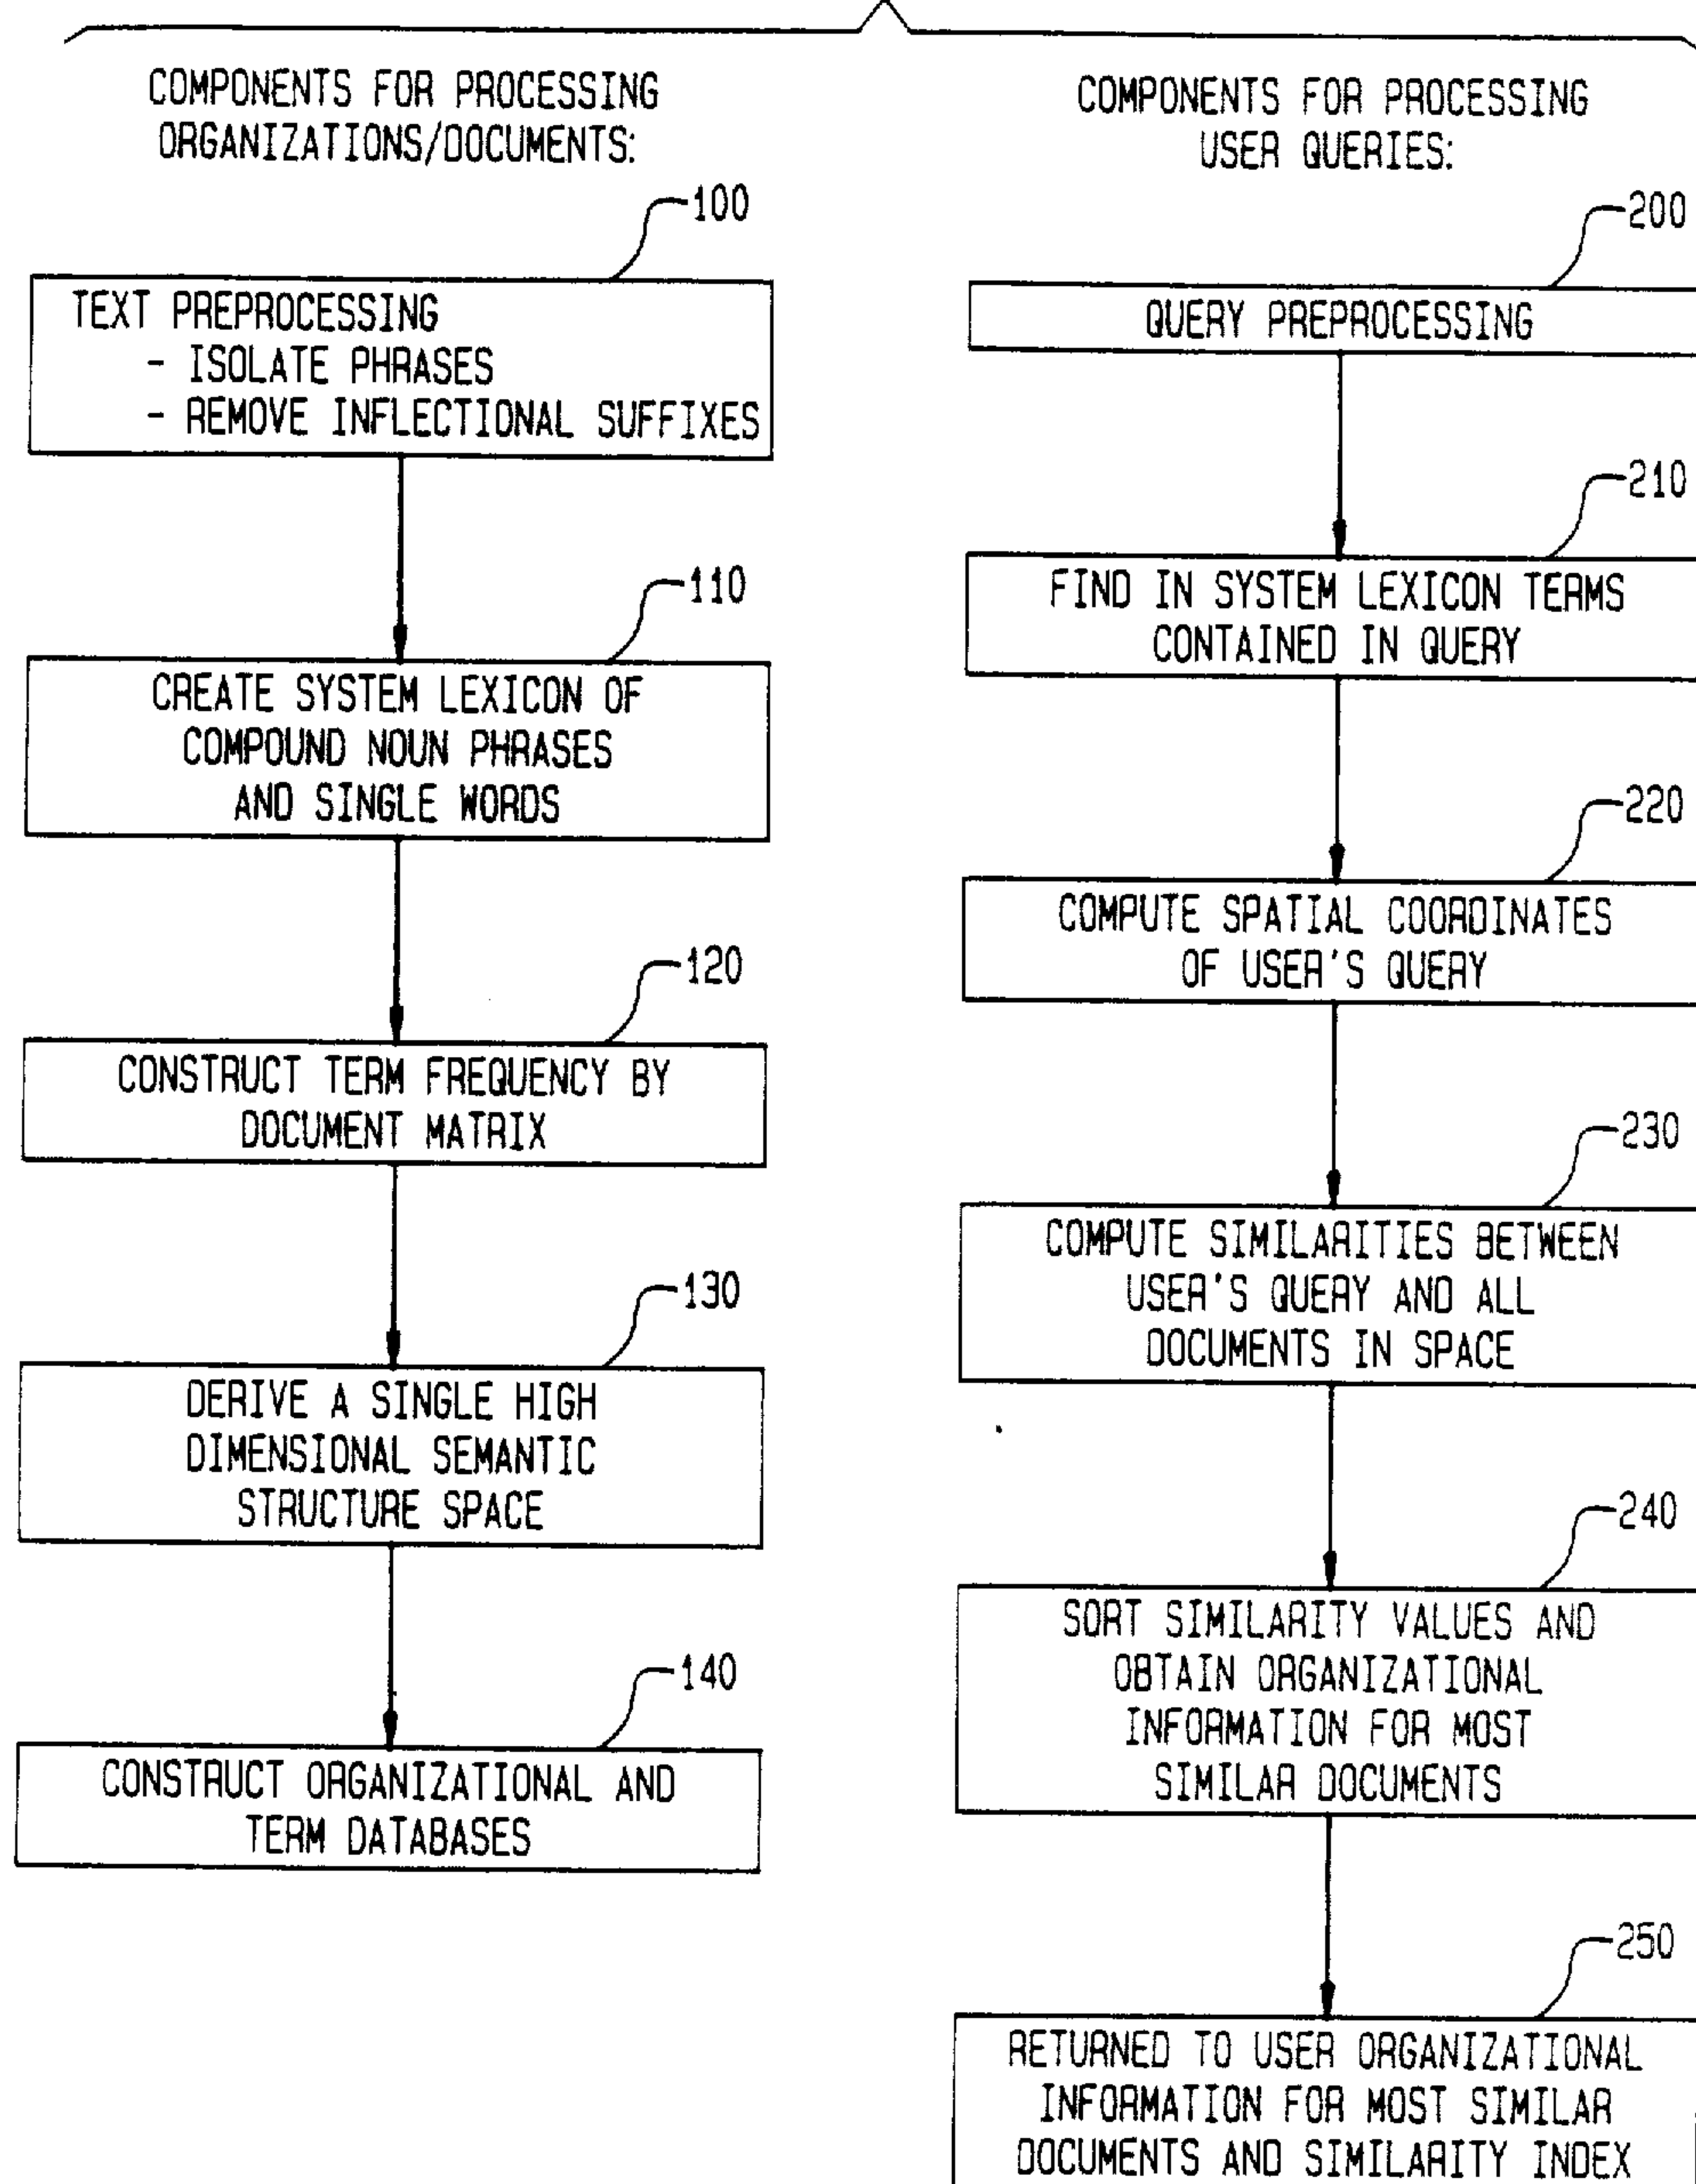 COMPONENTS FOR PROCESSING
ORGANIZATIONS/DOCUMENTS:
100
TEXT PREPROCESSING
- ISOLATE PHRASES
- REMOVE INFLECTIONAL SUFFIXES
110
CREATE SYSTEM LEXICON OF
COMPOUND NOUN PHRASES
AND SINGLE WORDS
120
CONSTRUCT TERM FREQUENCY BY
DOCUMENT MATRIX
130
DERIVE A SINGLE HIGH
DIMENSIONAL SEMANTIC
STRUCTURE SPACE
140
CONSTRUCT ORGANIZATIONAL AND
TERM DATABASES
COMPONENTS FOR PROCESSING
USER QUERIES:
200
QUERY PREPROCESSING
210
FIND IN SYSTEM LEXICON TERMS
CONTAINED IN QUERY
220
COMPUTE SPATIAL COORDINATES
OF USER'S QUERY
230
COMPUTE SIMILARITIES BETWEEN
USER'S QUERY AND ALL
DOCUMENTS IN SPACE
240
SORT SIMILARITY VALUES AND
OBTAIN ORGANIZATIONAL
INFORMATION FOR MOST
SIMILAR DOCUMENTS
250
RETURNED TO USER ORGANIZATIONAL
INFORMATION FOR MOST SIMILAR
DOCUMENTS AND SIMILARITY INDEX